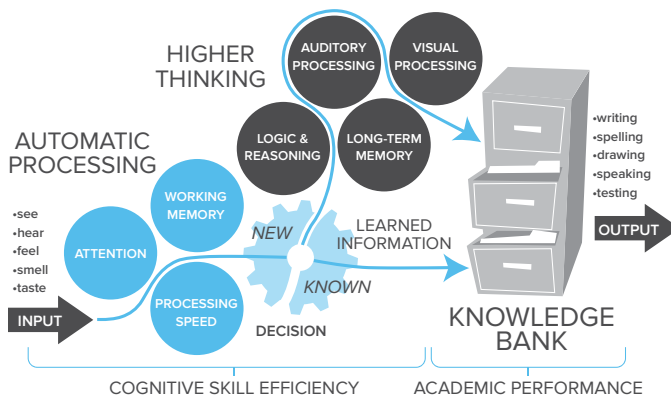 HIGHER
THINKING
AUDITORY
PROCESSING
VISUAL
PROCESSING
LOGIC &
REASONING
LONG-TERM
MEMORY
AUTOMATIC
PROCESSING
•see
•hear
•feel
•smell
•taste
INPUT
ATTENTION
WORKING
MEMORY
PROCESSING
SPEED
NEW
KNOWN
DECISION
LEARNED
INFORMATION
•writing
•spelling
•drawing
•speaking
•testing
OUTPUT
KNOWLEDGE
BANK
COGNITIVE SKILL EFFICIENCY
ACADEMIC PERFORMANCE